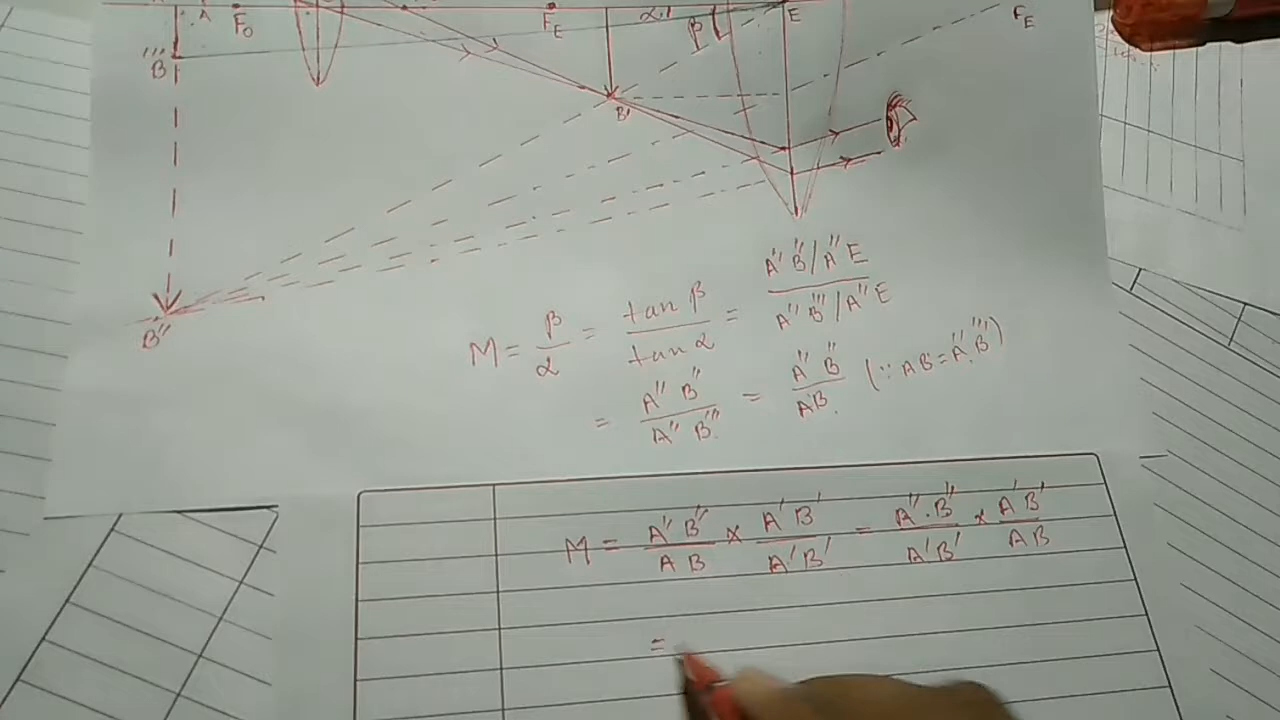 A F₀ F_E α' β E F_E
B'''
B'
B''
M = β/α = tan β/tan α = A''B''/A''E / A''B'''/A''E
= A''B''/A''B''' = A''B''/AB. (∵ AB = A''B''')
M = A''B''/AB × A'B'/A'B' = A''.B''/A'B' × A'B'/AB
=